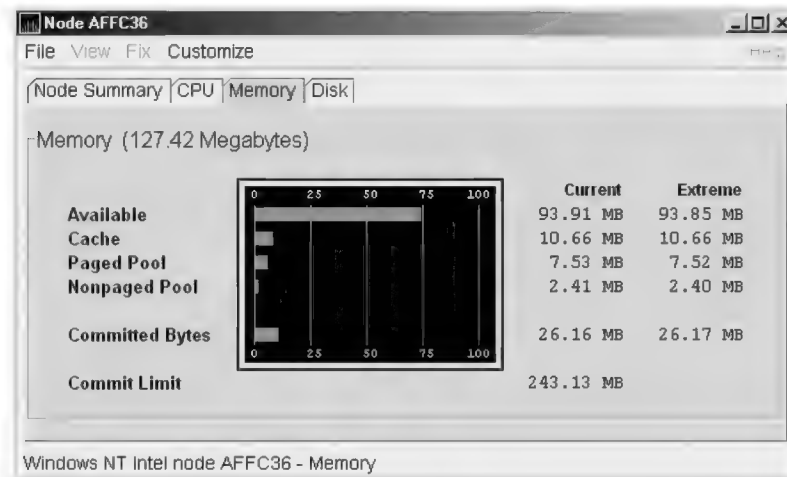 Node AFFC36
File View Fix Customize
Node Summary CPU Memory Disk
Memory (127.42 Megabytes)
0 25 50 75 100 Current Extreme
Available 93.91 MB 93.85 MB
Cache 10.66 MB 10.66 MB
Paged Pool 7.53 MB 7.52 MB
Nonpaged Pool 2.41 MB 2.40 MB
Committed Bytes 26.16 MB 26.17 MB
0 25 50 75 100
Commit Limit 243.13 MB
Windows NT Intel node AFFC36 - Memory